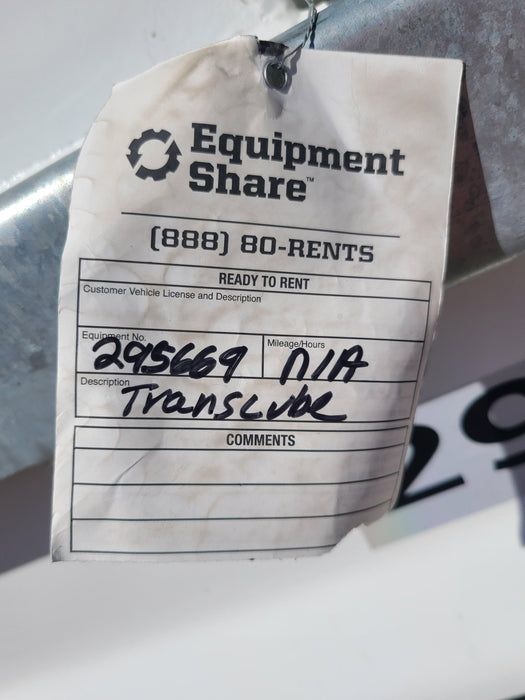 Equipment
Share™
(888) 80-RENTS
READY TO RENT
Customer Vehicle License and Description
Equipment No.
295669
Mileage/Hours
N/A
Description
Transcube
COMMENTS
29